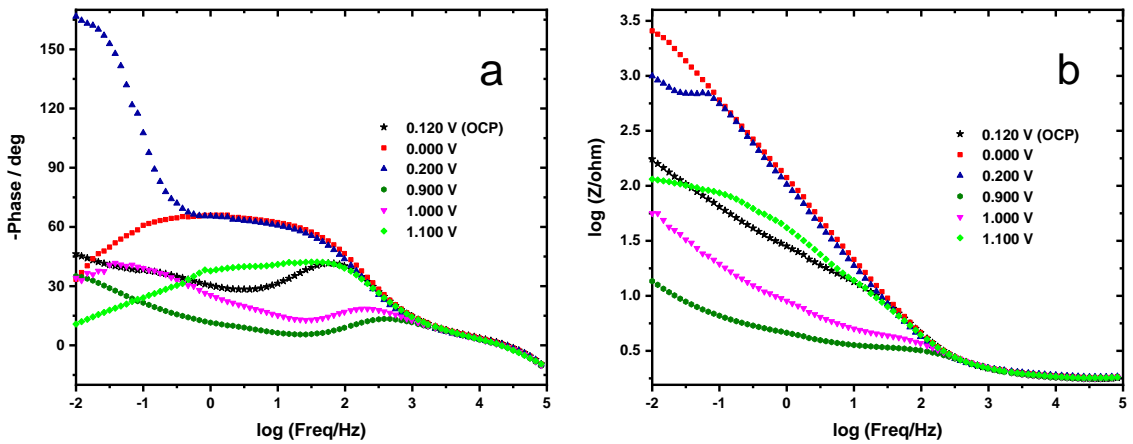 a
-Phase / deg
150
120
90
60
30
0
0.120 V (OCP)
0.000 V
0.200 V
0.900 V
1.000 V
1.100 V
-2 -1 0 1 2 3 4 5
log (Freq/Hz)
b
log (Z/ohm)
3.5
3.0
2.5
2.0
1.5
1.0
0.5
0.120 V (OCP)
0.000 V
0.200 V
0.900 V
1.000 V
1.100 V
-2 -1 0 1 2 3 4 5
log (Freq/Hz)